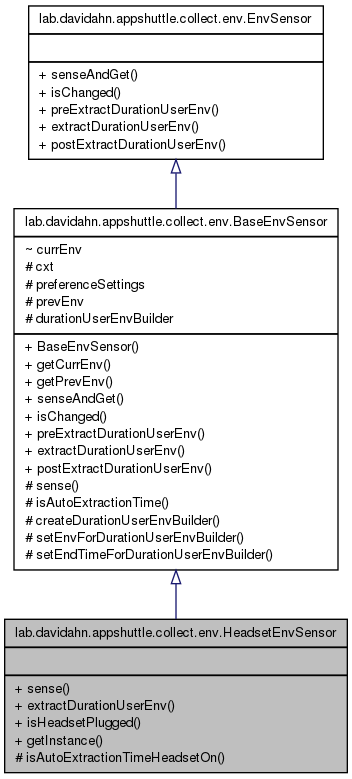 lab.davidahn.appshuttle.collect.env.EnvSensor
+ senseAndGet()
+ isChanged()
+ preExtractDurationUserEnv()
+ extractDurationUserEnv()
+ postExtractDurationUserEnv()
lab.davidahn.appshuttle.collect.env.BaseEnvSensor
~ currEnv
# cxt
# preferenceSettings
# prevEnv
# durationUserEnvBuilder
+ BaseEnvSensor()
+ getCurrEnv()
+ getPrevEnv()
+ senseAndGet()
+ isChanged()
+ preExtractDurationUserEnv()
+ extractDurationUserEnv()
+ postExtractDurationUserEnv()
# sense()
# isAutoExtractionTime()
# createDurationUserEnvBuilder()
# setEnvForDurationUserEnvBuilder()
# setEndTimeForDurationUserEnvBuilder()
lab.davidahn.appshuttle.collect.env.HeadsetEnvSensor
+ sense()
+ extractDurationUserEnv()
+ isHeadsetPlugged()
+ getInstance()
# isAutoExtractionTimeHeadsetOn()